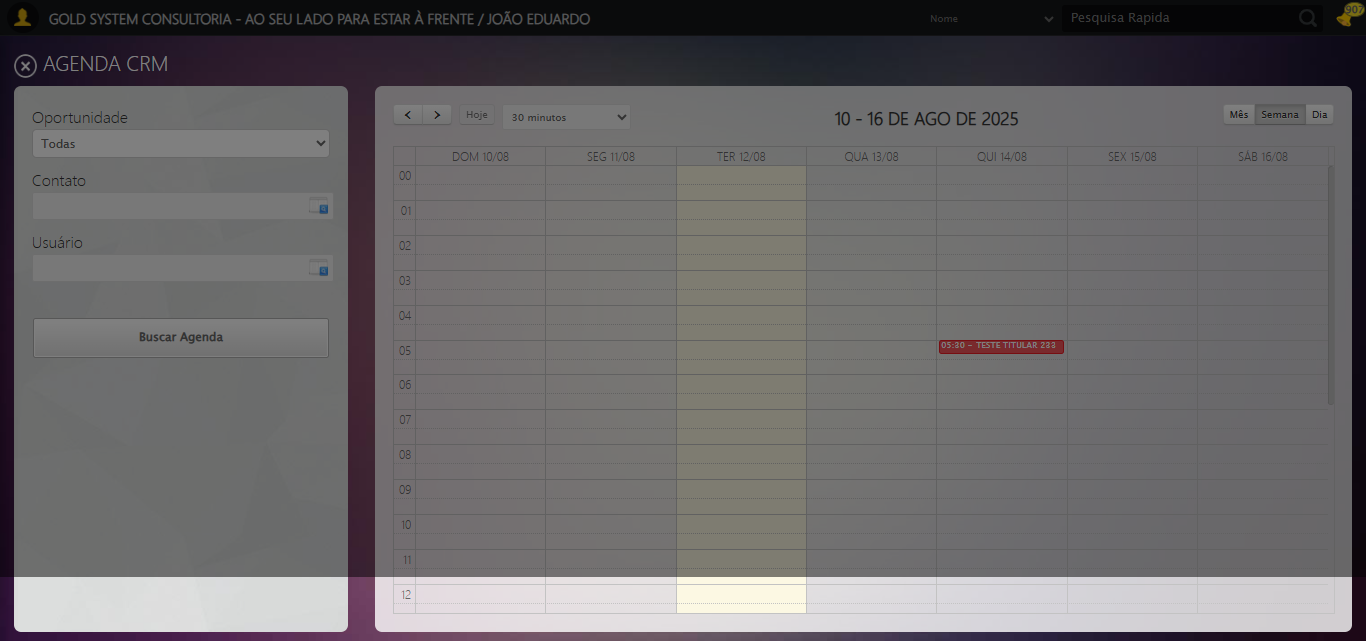 GOLD SYSTEM CONSULTORIA - AO SEU LADO PARA ESTAR À FRENTE / JOÃO EDUARDO
Nome
Pesquisa Rapida
907
AGENDA CRM
Oportunidade
Todas
Contato
Usuário
Buscar Agenda
Hoje
30 minutos
10 - 16 DE AGO DE 2025
Mês Semana Dia
DOM 10/08 SEG 11/08 TER 12/08 QUA 13/08 QUI 14/08 SEX 15/08 SÁB 16/08
00
01
02
03
04
05
05:30 - TESTE TITULAR 233
06
07
08
09
10
11
12